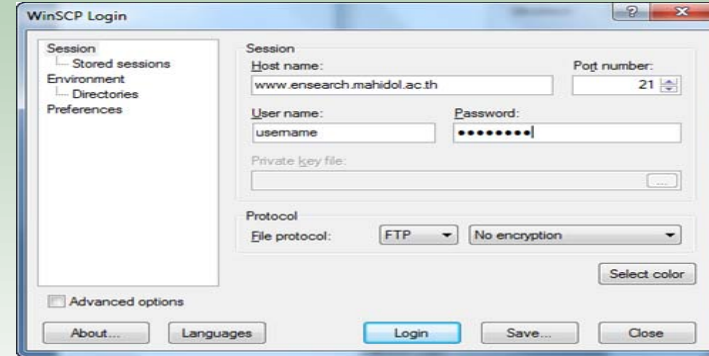 WinSCP Login
Session
Stored sessions
Environment
Directories
Preferences
Session
Host name:
Port number:
www.ensearch.mahidol.ac.th
21
User name:
Password:
username
••••••••
Private key file:
...
Protocol
File protocol:
FTP
No encryption
Select color
Advanced options
About...
Languages
Login
Save...
Close